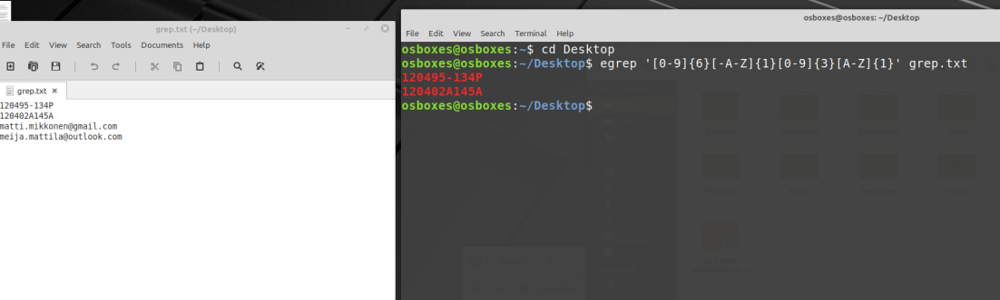 grep.txt (~/Desktop)
File Edit View Search Tools Documents Help
grep.txt
120495-134P
120402A145A
matti.mikkonen@gmail.com
meija.mattila@outlook.com
osboxes@osboxes: ~/Desktop
File Edit View Search Terminal Help
osboxes@osboxes:~$ cd Desktop
osboxes@osboxes:~/Desktop$ egrep '[0-9]{6}[-A-Z]{1}[0-9]{3}[A-Z]{1}' grep.txt
120495-134P
120402A145A
osboxes@osboxes:~/Desktop$